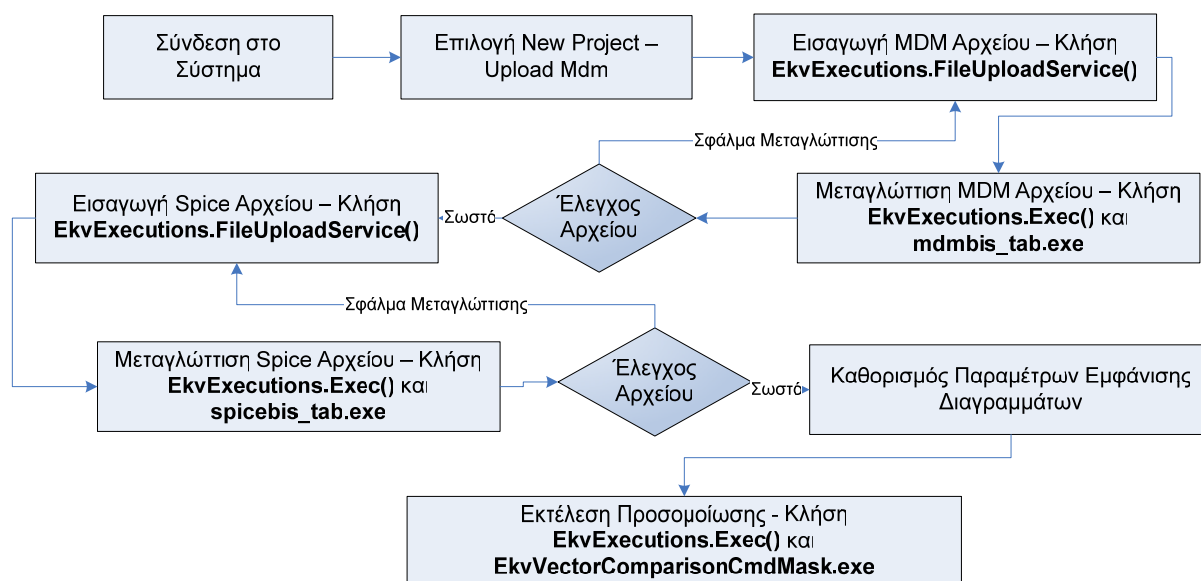 Σύνδεση στο
Σύστημα
Επιλογή New Project –
Upload Mdm
Εισαγωγή MDM Αρχείου – Κλήση
EkvExecutions.FileUploadService()
Σφάλμα Μεταγλώττισης
Μεταγλώττιση MDM Αρχείου – Κλήση
EkvExecutions.Exec() και
mdmbis_tab.exe
Έλεγχος
Αρχείου
Σωστό
Εισαγωγή Spice Αρχείου – Κλήση
EkvExecutions.FileUploadService()
Σφάλμα Μεταγλώττισης
Μεταγλώττιση Spice Αρχείου – Κλήση
EkvExecutions.Exec() και
spicebis_tab.exe
Έλεγχος
Αρχείου
Σωστό
Καθορισμός Παραμέτρων Εμφάνισης
Διαγραμμάτων
Εκτέλεση Προσομοίωσης - Κλήση
EkvExecutions.Exec() και
EkvVectorComparisonCmdMask.exe